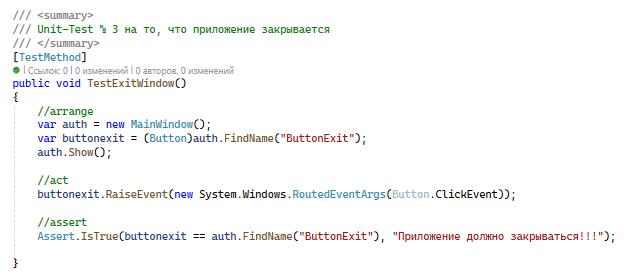 /// <summary>
/// Unit-Test № 3 на то, что приложение закрывается
/// </summary>
[TestMethod]
| Ссылок: 0 | 0 изменений | 0 авторов, 0 изменений
public void TestExitWindow()
{
//arrange
var auth = new MainWindow();
var buttonexit = (Button)auth.FindName("ButtonExit");
auth.Show();
//act
buttonexit.RaiseEvent(new System.Windows.RoutedEventArgs(Button.ClickEvent));
//assert
Assert.IsTrue(buttonexit == auth.FindName("ButtonExit"), "Приложение должно закрываться!!!");
}